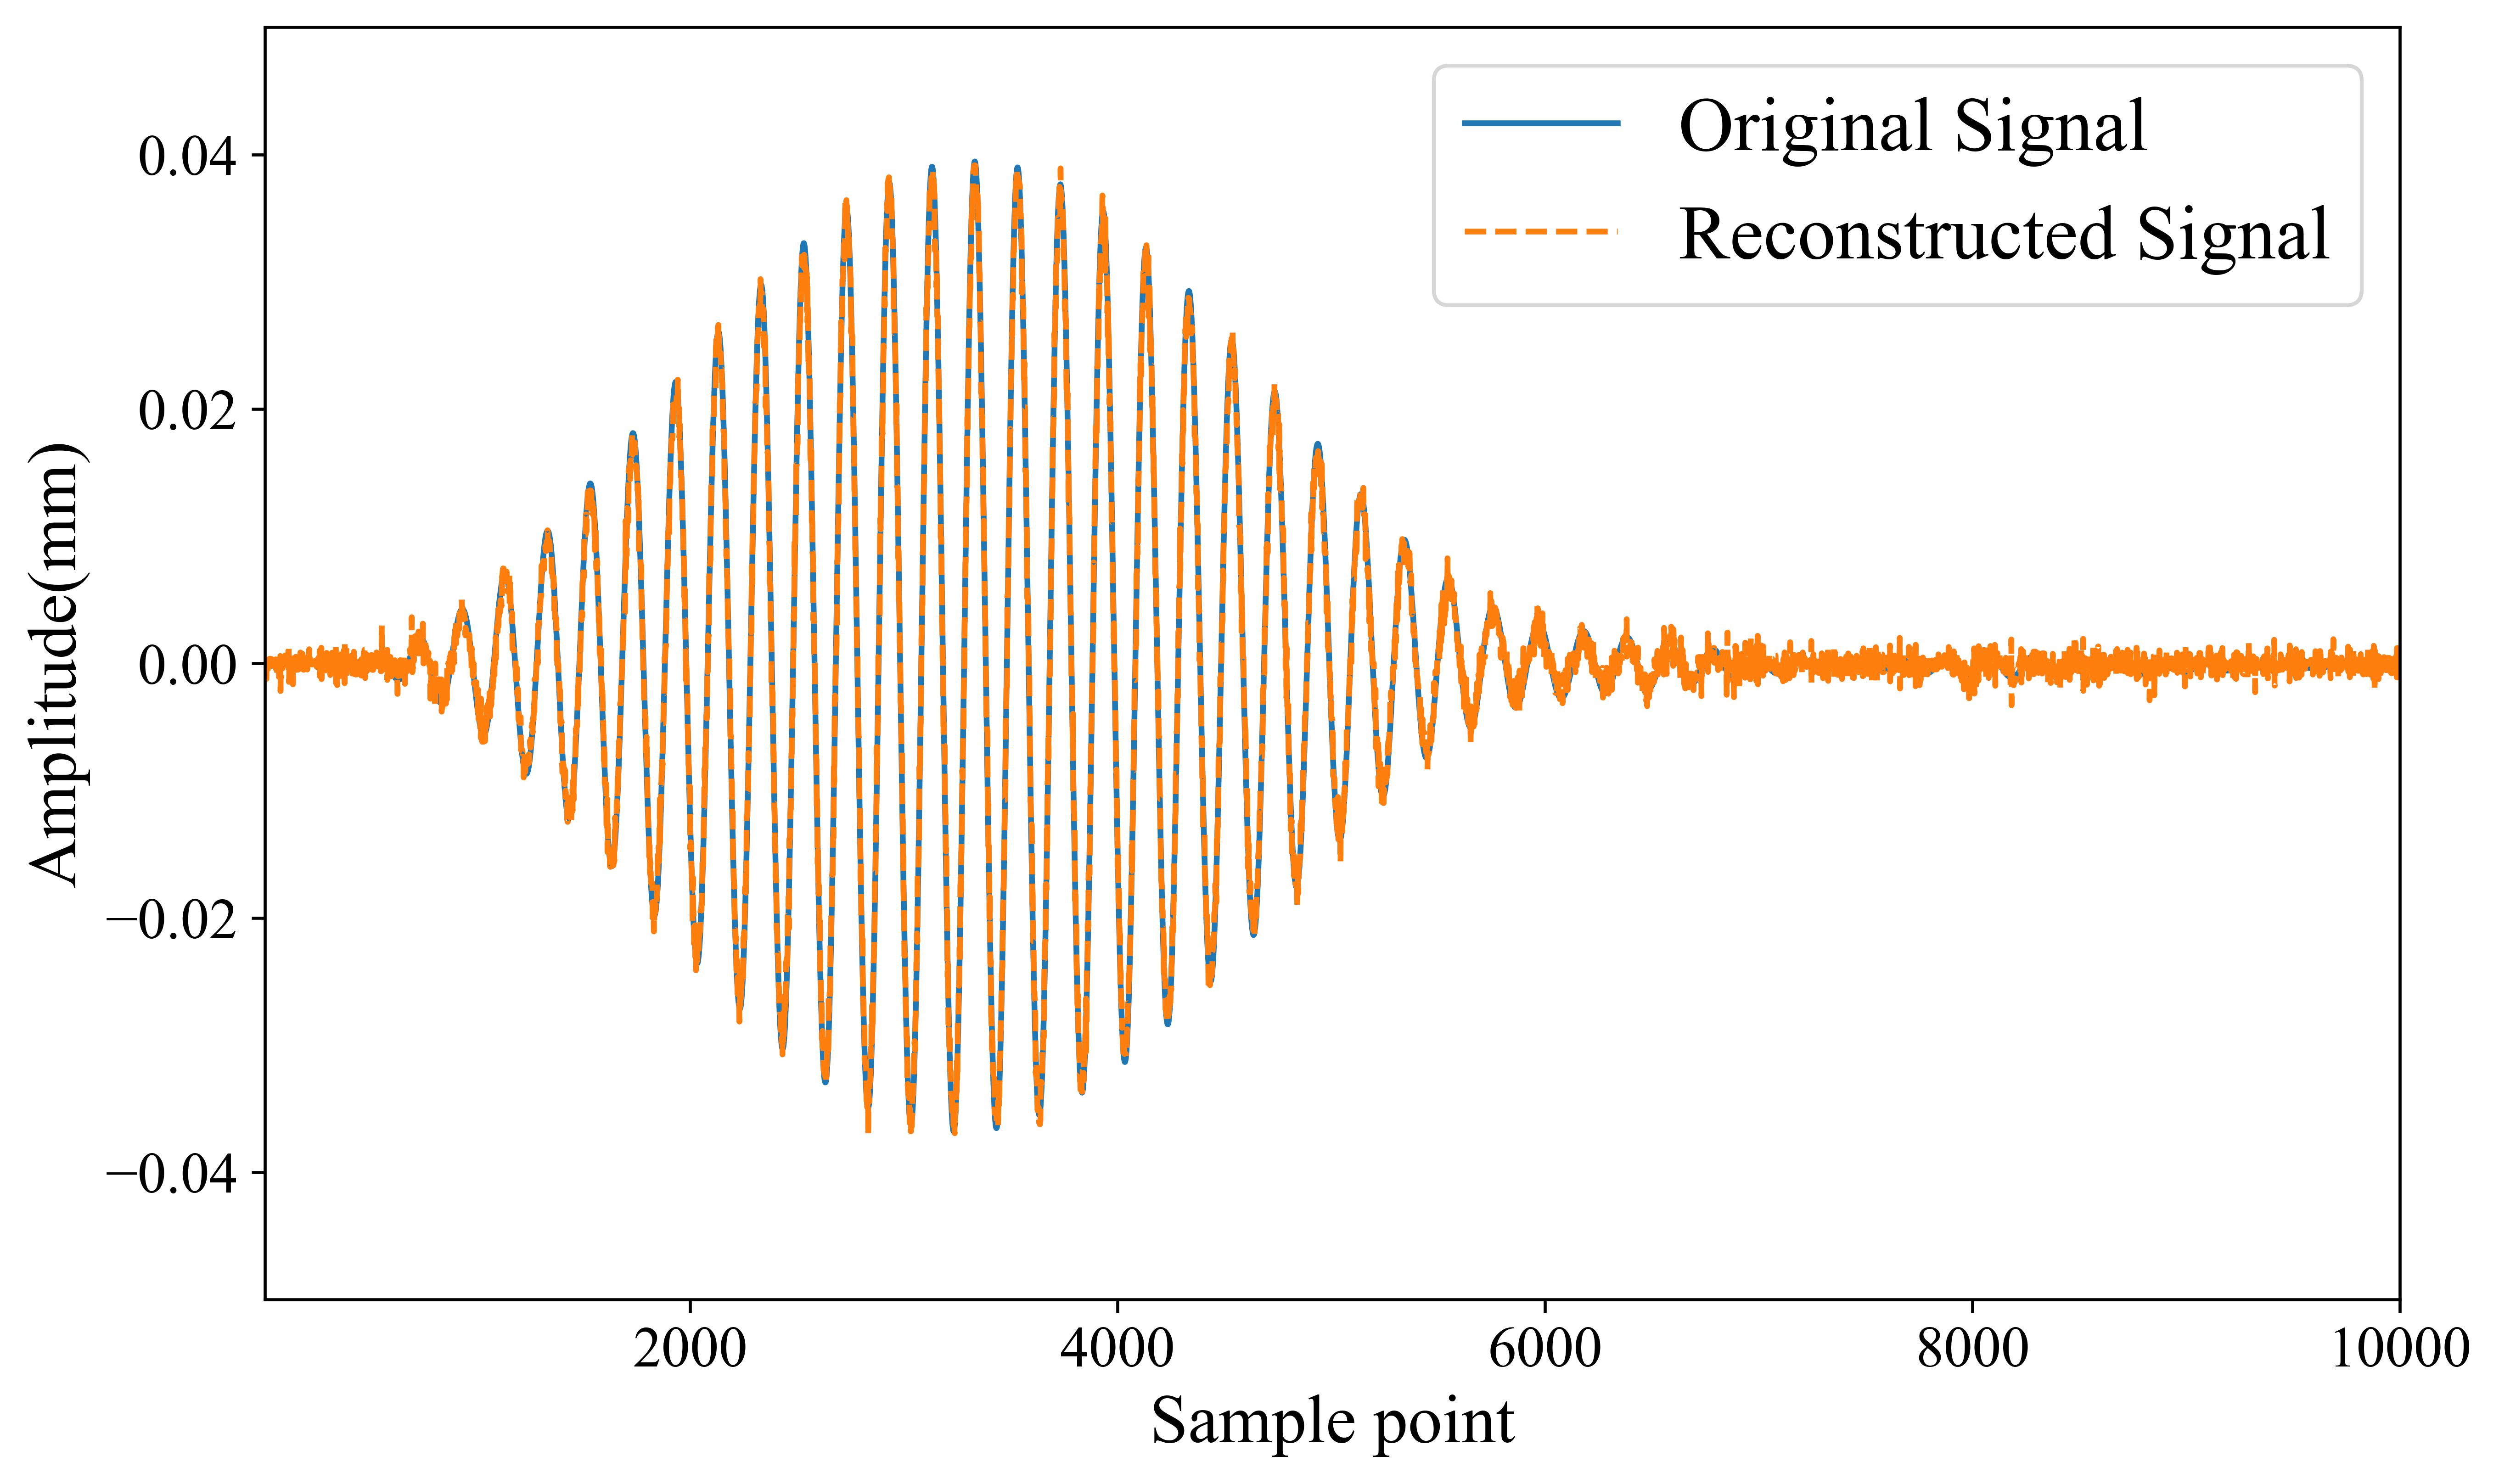 Original Signal
Reconstructed Signal
0.04
0.02
0.00
−0.02
−0.04
Amplitude(mm)
2000 4000 6000 8000 10000
Sample point